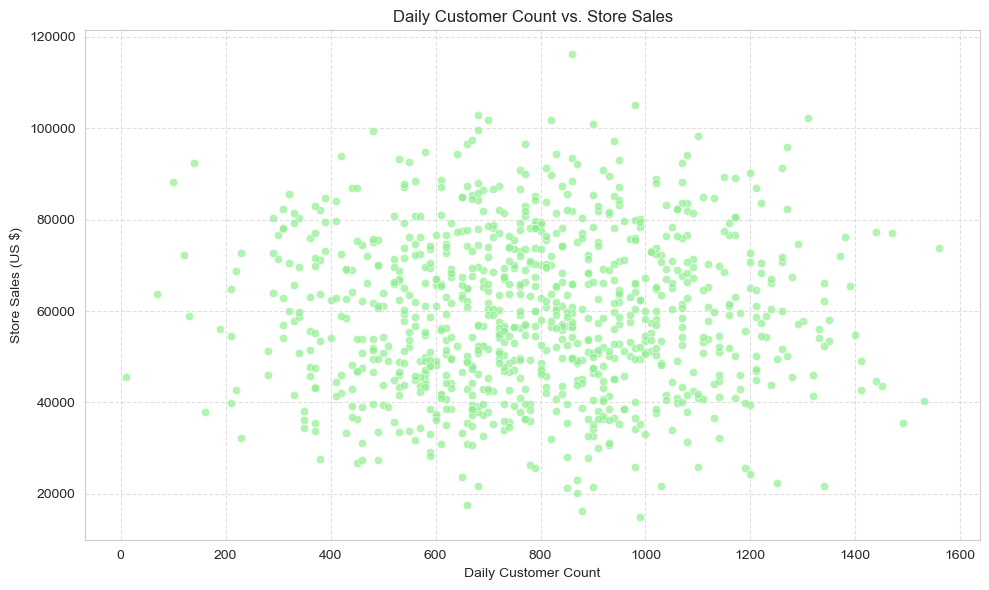 Daily Customer Count vs. Store Sales
Store Sales (US $)
120000
100000
80000
60000
40000
20000
0 200 400 600 800 1000 1200 1400 1600
Daily Customer Count